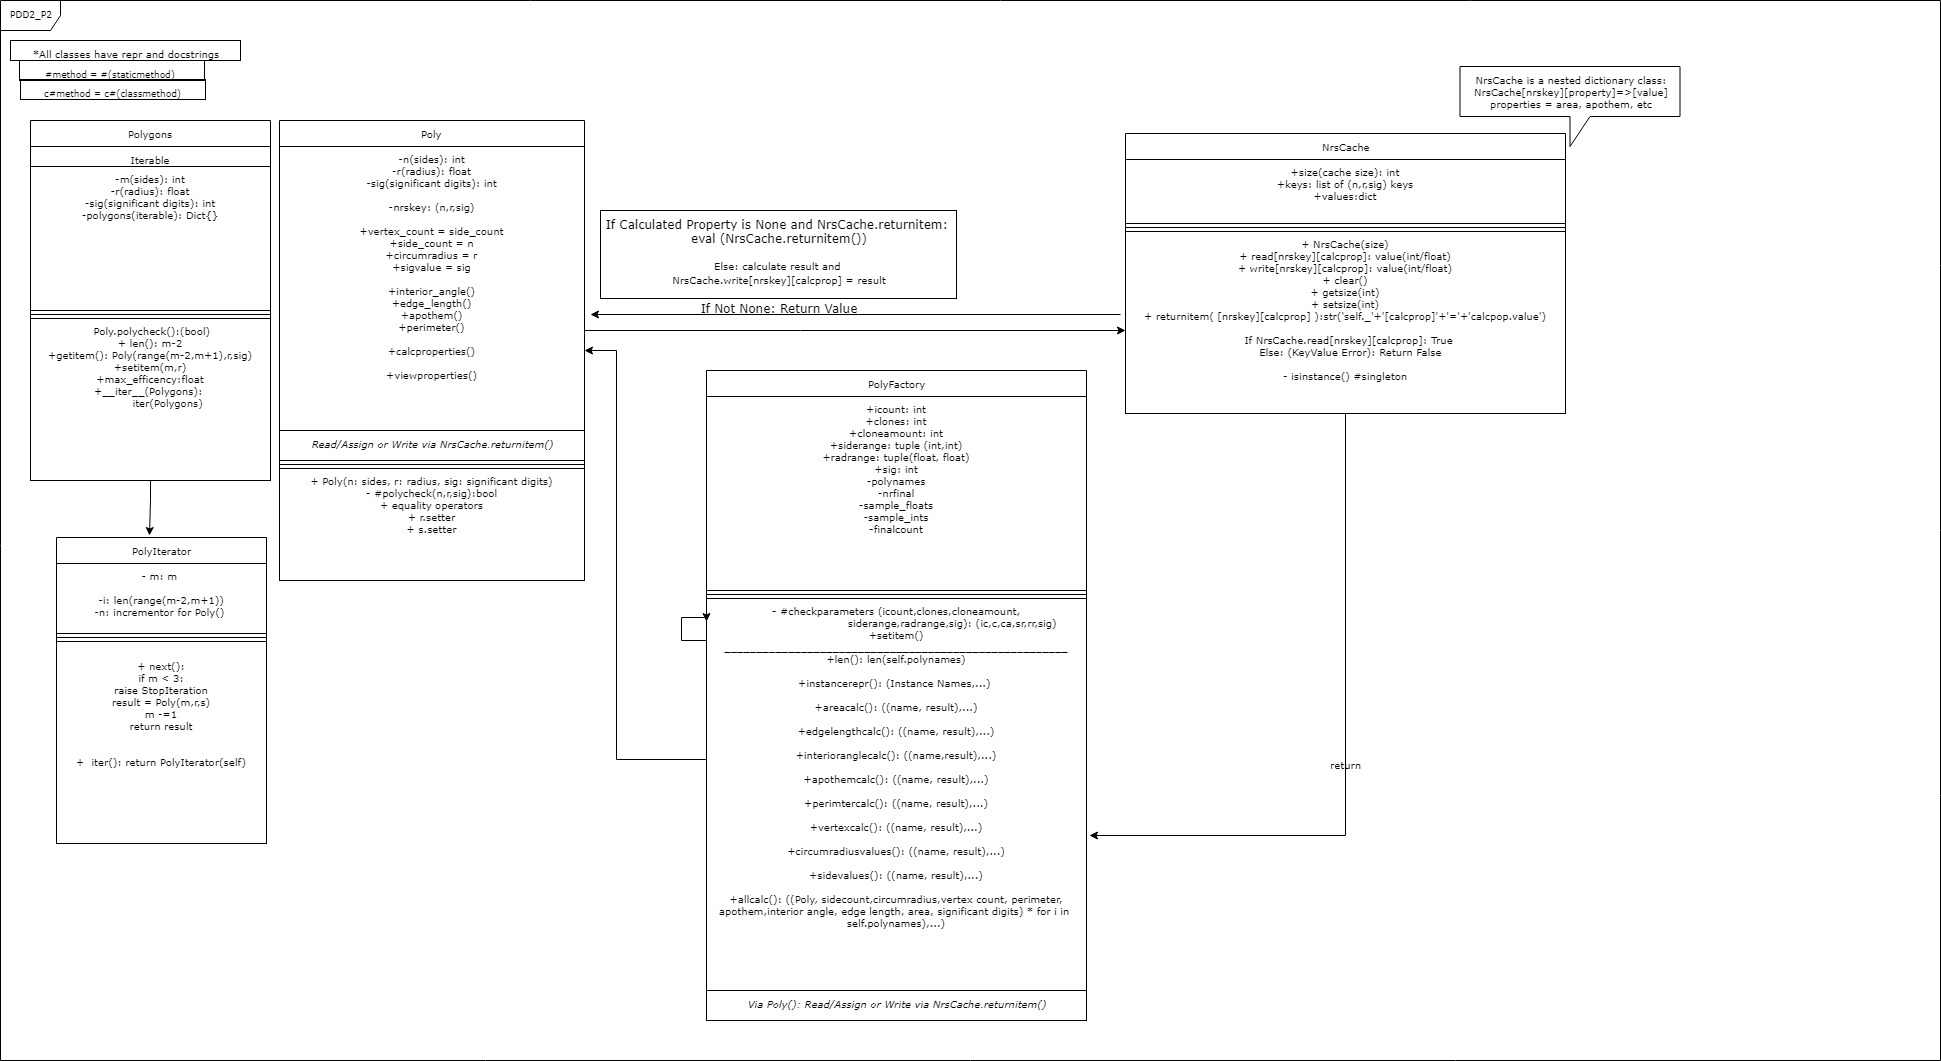 PDD2_P2
*All classes have repr and docstrings
#method = #(staticmethod)
c#method = c#(classmethod)
Polygons
Iterable
-m(sides): int
-r(radius): float
-sig(significant digits): int
-polygons(iterable): Dict{}
Poly.polycheck():(bool)
+ len(): m-2
+getitem(): Poly(range(m-2,m+1),r,sig)
+setitem(m,r)
+max_efficency:float
+__iter__(Polygons):
iter(Polygons)
PolyIterator
- m: m
-i: len(range(m-2,m+1))
-n: incrementor for Poly()
+ next():
if m < 3:
raise StopIteration
result = Poly(m,r,s)
m -=1
return result
+  iter(): return PolyIterator(self)
Poly
-n(sides): int
-r(radius): float
-sig(significant digits): int
-nrskey: (n,r,sig)
+vertex_count = side_count
+side_count = n
+circumradius = r
+sigvalue = sig
+interior_angle()
+edge_length()
+apothem()
+perimeter()
+calcproperties()
+viewproperties()
Read/Assign or Write via NrsCache.returnitem()
+ Poly(n: sides, r: radius, sig: significant digits)
- #polycheck(n,r,sig):bool
+ equality operators
+ r.setter
+ s.setter
If Calculated Property is None and NrsCache.returnitem:
eval (NrsCache.returnitem())
Else: calculate result and
NrsCache.write[nrskey][calcprop] = result
If Not None: Return Value
PolyFactory
+icount: int
+clones: int
+cloneamount: int
+siderange: tuple (int,int)
+radrange: tuple(float, float)
+sig: int
-polynames
-nrfinal
-sample_floats
-sample_ints
-finalcount
- #checkparameters (icount,clones,cloneamount,
siderange,radrange,sig): (ic,c,ca,sr,rr,sig)
+setitem()
+len(): len(self.polynames)
+instancerepr(): (Instance Names,...)
+areacalc(): ((name, result),...)
+edgelengthcalc(): ((name, result),...)
+interioranglecalc(): ((name,result),...)
+apothemcalc(): ((name, result),...)
+perimtercalc(): ((name, result),...)
+vertexcalc(): ((name, result),...)
+circumradiusvalues(): ((name, result),...)
+sidevalues(): ((name, result),...)
+allcalc(): ((Poly, sidecount,circumradius,vertex count, perimeter,
apothem,interior angle, edge length, area, significant digits) * for i in
self.polynames),...)
Via Poly(): Read/Assign or Write via NrsCache.returnitem()
NrsCache is a nested dictionary class:
NrsCache[nrskey][property]=>[value]
properties = area, apothem, etc
NrsCache
+size(cache size): int
+keys: list of (n,r,sig) keys
+values:dict
+ NrsCache(size)
+ read[nrskey][calcprop]: value(int/float)
+ write[nrskey][calcprop]: value(int/float)
+ clear()
+ getsize(int)
+ setsize(int)
+ returnitem( [nrskey][calcprop] ):str('self._'+'[calcprop]'+'='+'calcpop.value')
If NrsCache.read[nrskey][calcprop]: True
Else: (KeyValue Error): Return False
- isinstance() #singleton
return